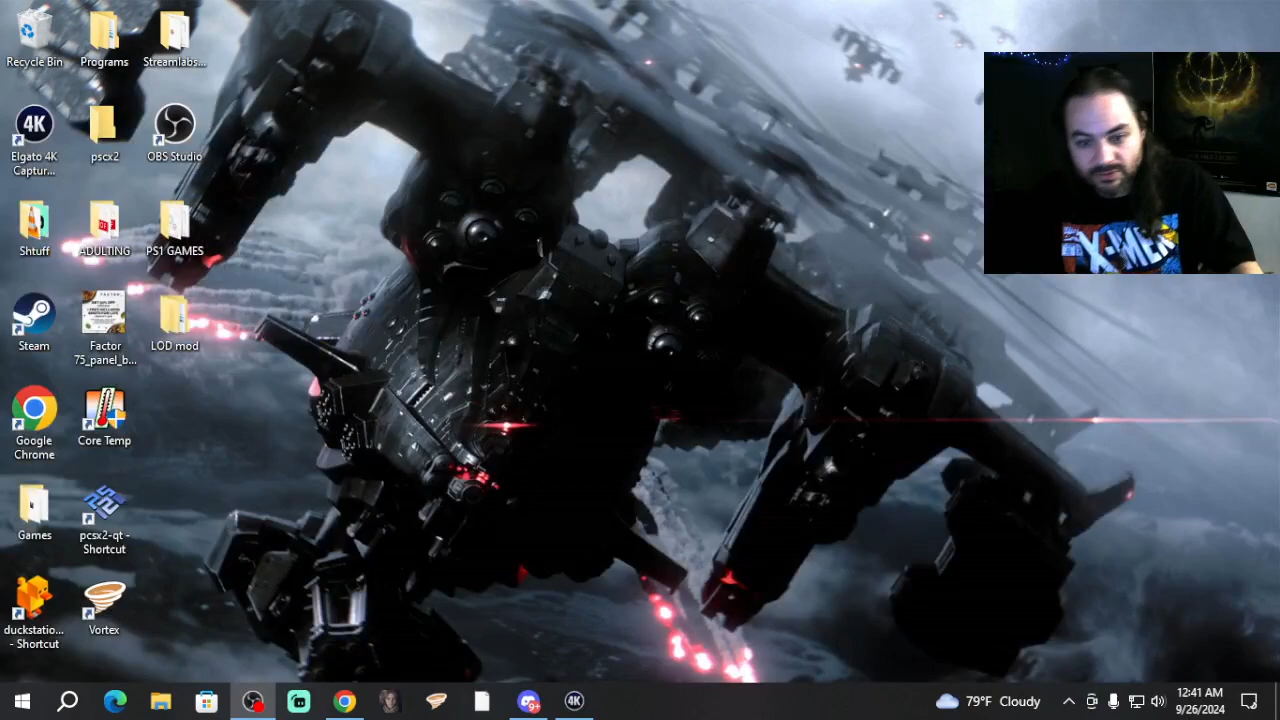 Recycle Bin
Programs
Streamlabs...
4K
Elgato 4K
Captur...
pscx2
OBS Studio
Shtuff
ADULTING
PS1 GAMES
Steam
FACTOR
Factor
75_panel_b...
LOD mod
Google
Chrome
Core Temp
Games
pcsx2-qt -
Shortcut
duckstatio...
- Shortcut
Vortex
X-MEN
9+
4K
79°F Cloudy
12:41 AM
9/26/2024